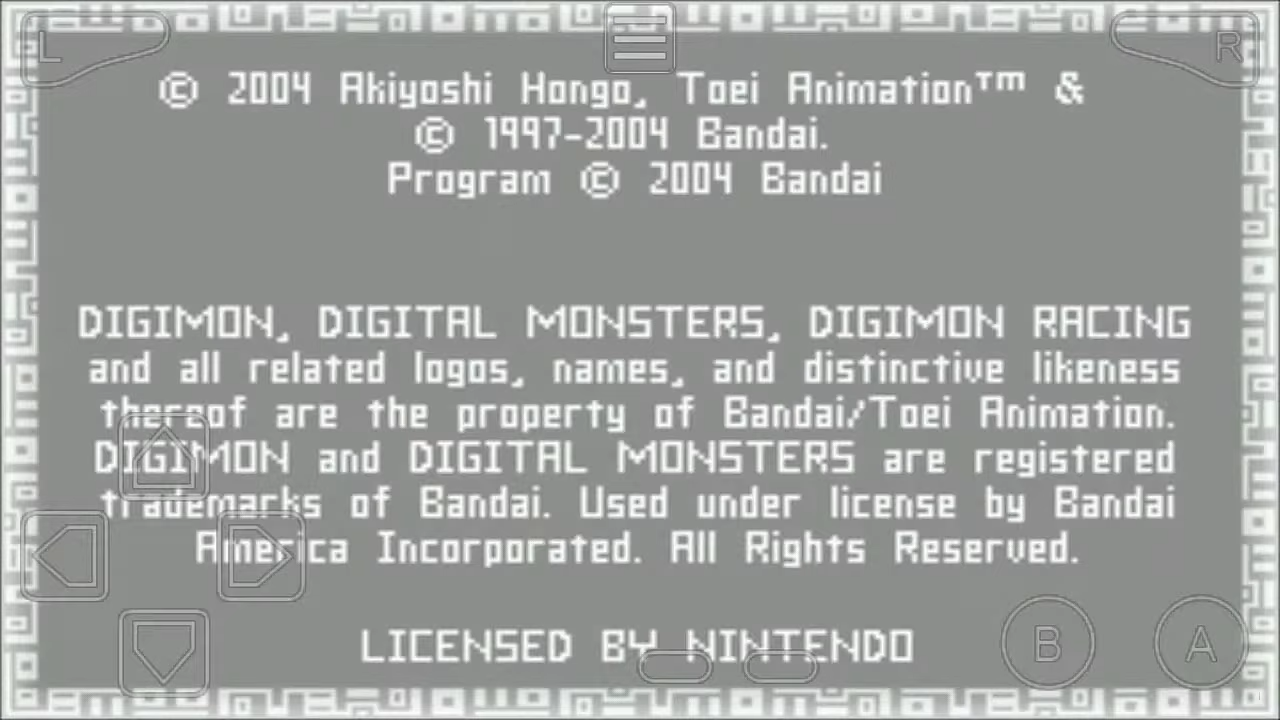 L
R
© 2004 Akiyoshi Hongo, Toei Animation™ &
© 1997-2004 Bandai.
Program © 2004 Bandai
DIGIMON, DIGITAL MONSTERS, DIGIMON RACING
and all related logos, names, and distinctive likeness
thereof are the property of Bandai/Toei Animation.
DIGIMON and DIGITAL MONSTERS are registered
trademarks of Bandai. Used under license by Bandai
America Incorporated. All Rights Reserved.
LICENSED BY NINTENDO
B
A